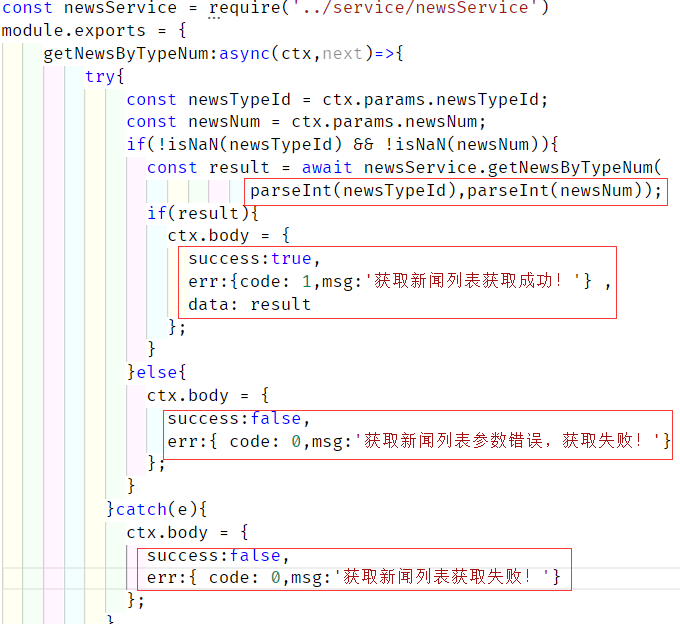 const newsService = require('../service/newsService')
module.exports = {
getNewsByTypeNum:async(ctx,next)=>{
try{
const newsTypeId = ctx.params.newsTypeId;
const newsNum = ctx.params.newsNum;
if(!isNaN(newsTypeId) && !isNaN(newsNum)){
const result = await newsService.getNewsByTypeNum(
parseInt(newsTypeId),parseInt(newsNum));
if(result){
ctx.body = {
success:true,
err:{code: 1,msg:'获取新闻列表获取成功！'} ,
data: result
};
}
}else{
ctx.body = {
success:false,
err:{ code: 0,msg:'获取新闻列表参数错误，获取失败！'}
};
}
}catch(e){
ctx.body = {
success:false,
err:{ code: 0,msg:'获取新闻列表获取失败！'}
};
}